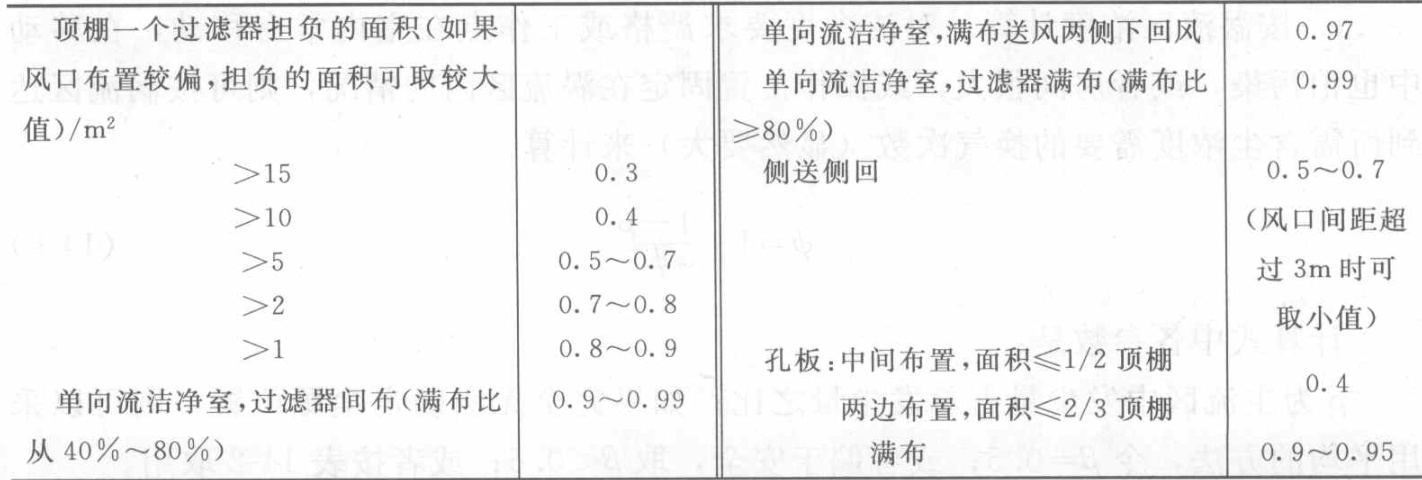 顶棚一个过滤器担负的面积(如果
风口布置较偏,担负的面积可取较大
值)/m²
>15 0.3
>10 0.4
>5 0.5~0.7
>2 0.7~0.8
>1 0.8~0.9
单向流洁净室,过滤器间布(满布比 0.9~0.99
从40%~80%)
单向流洁净室,满布送风两侧下回风 0.97
单向流洁净室,过滤器满布(满布比 0.99
≥80%)
侧送侧回 0.5~0.7
(风口间距超
过3m时可
取小值)
孔板:中间布置,面积≤1/2顶棚
0.4
两边布置,面积≤2/3顶棚
满布 0.9~0.95